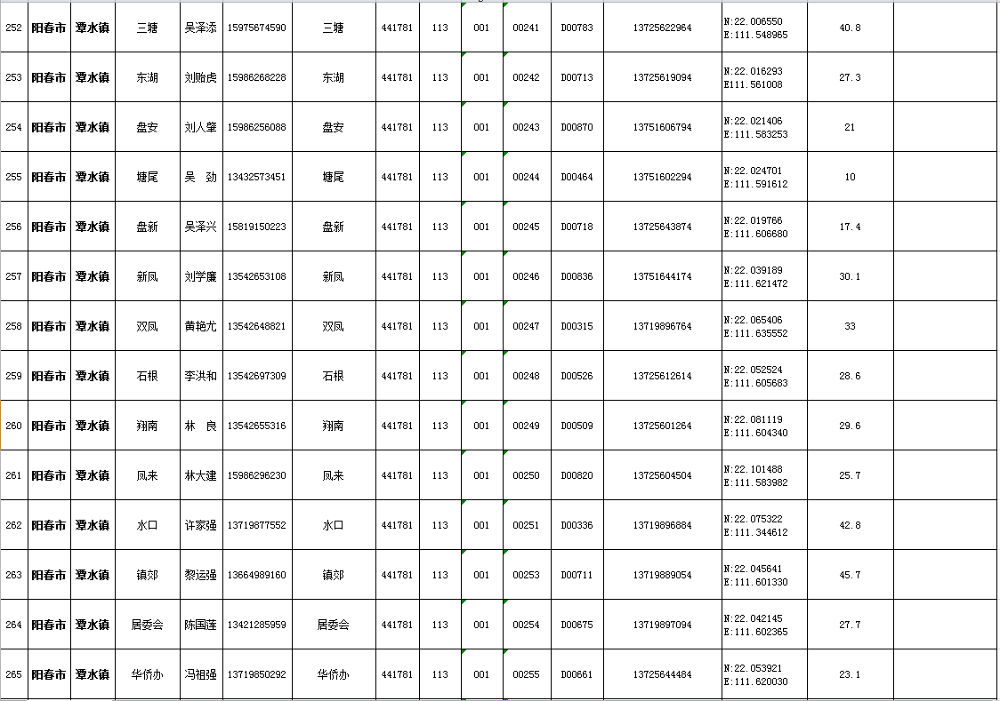 252 阳春市 潭水镇 三塘 吴泽添 15975674590 三塘 441781 113 001 00241 D00783 13725622964 N:22.006550 E:111.548965 40.8
253 阳春市 潭水镇 东湖 刘贻虎 15986268228 东湖 441781 113 001 00242 D00713 13725619094 N:22.016293 E111.561008 27.3
254 阳春市 潭水镇 盘安 刘人肇 15986256088 盘安 441781 113 001 00243 D00870 13751606794 N:22.021406 E:111.583253 21
255 阳春市 潭水镇 塘尾 吴 劲 13432573451 塘尾 441781 113 001 00244 D00464 13751602294 N:22.024701 E:111.591612 10
256 阳春市 潭水镇 盘新 吴泽兴 15819150223 盘新 441781 113 001 00245 D00718 13725643874 N:22.019766 E:111.606680 17.4
257 阳春市 潭水镇 新凤 刘学廉 13542653108 新凤 441781 113 001 00246 D00836 13751644174 N:22.039189 E:111.621472 30.1
258 阳春市 潭水镇 双凤 黄艳尤 13542648821 双凤 441781 113 001 00247 D00315 13719896764 N:22.065406 E:111.635552 33
259 阳春市 潭水镇 石根 李洪和 13542697309 石根 441781 113 001 00248 D00526 13725612614 N:22.052524 E:111.605683 28.6
260 阳春市 潭水镇 翔南 林 良 13542655316 翔南 441781 113 001 00249 D00509 13725601264 N:22.081119 E:111.604340 29.6
261 阳春市 潭水镇 凤来 林大建 15986296230 凤来 441781 113 001 00250 D00820 13725604504 N:22.101488 E:111.583982 25.7
262 阳春市 潭水镇 水口 许家强 13719877552 水口 441781 113 001 00251 D00336 13719896884 N:22.075322 E:111.344612 42.8
263 阳春市 潭水镇 镇郊 黎运强 13664989160 镇郊 441781 113 001 00253 D00711 13719889054 N:22.045641 E:111.601330 45.7
264 阳春市 潭水镇 居委会 陈国莲 13421285959 居委会 441781 113 001 00254 D00675 13719897094 N:22.042145 E:111.602365 27.7
265 阳春市 潭水镇 华侨办 冯祖强 13719850292 华侨办 441781 113 001 00255 D00661 13725644484 N:22.053921 E:111.620030 23.1